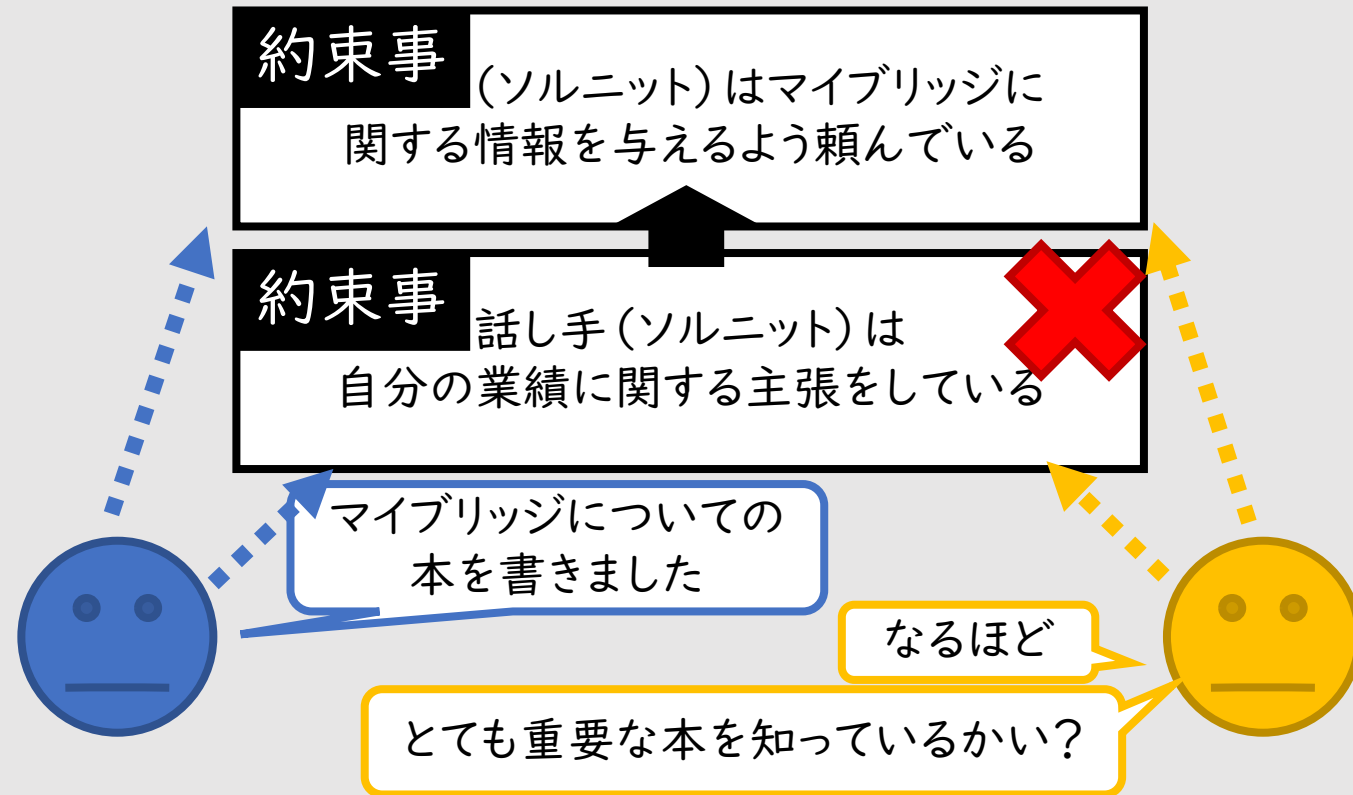 約束事
(ソルニット)はマイブリッジに
関する情報を与えるよう頼んでいる
約束事
話し手(ソルニット)は
自分の業績に関する主張をしている
マイブリッジについての
本を書きました
なるほど
とても重要な本を知っているかい?